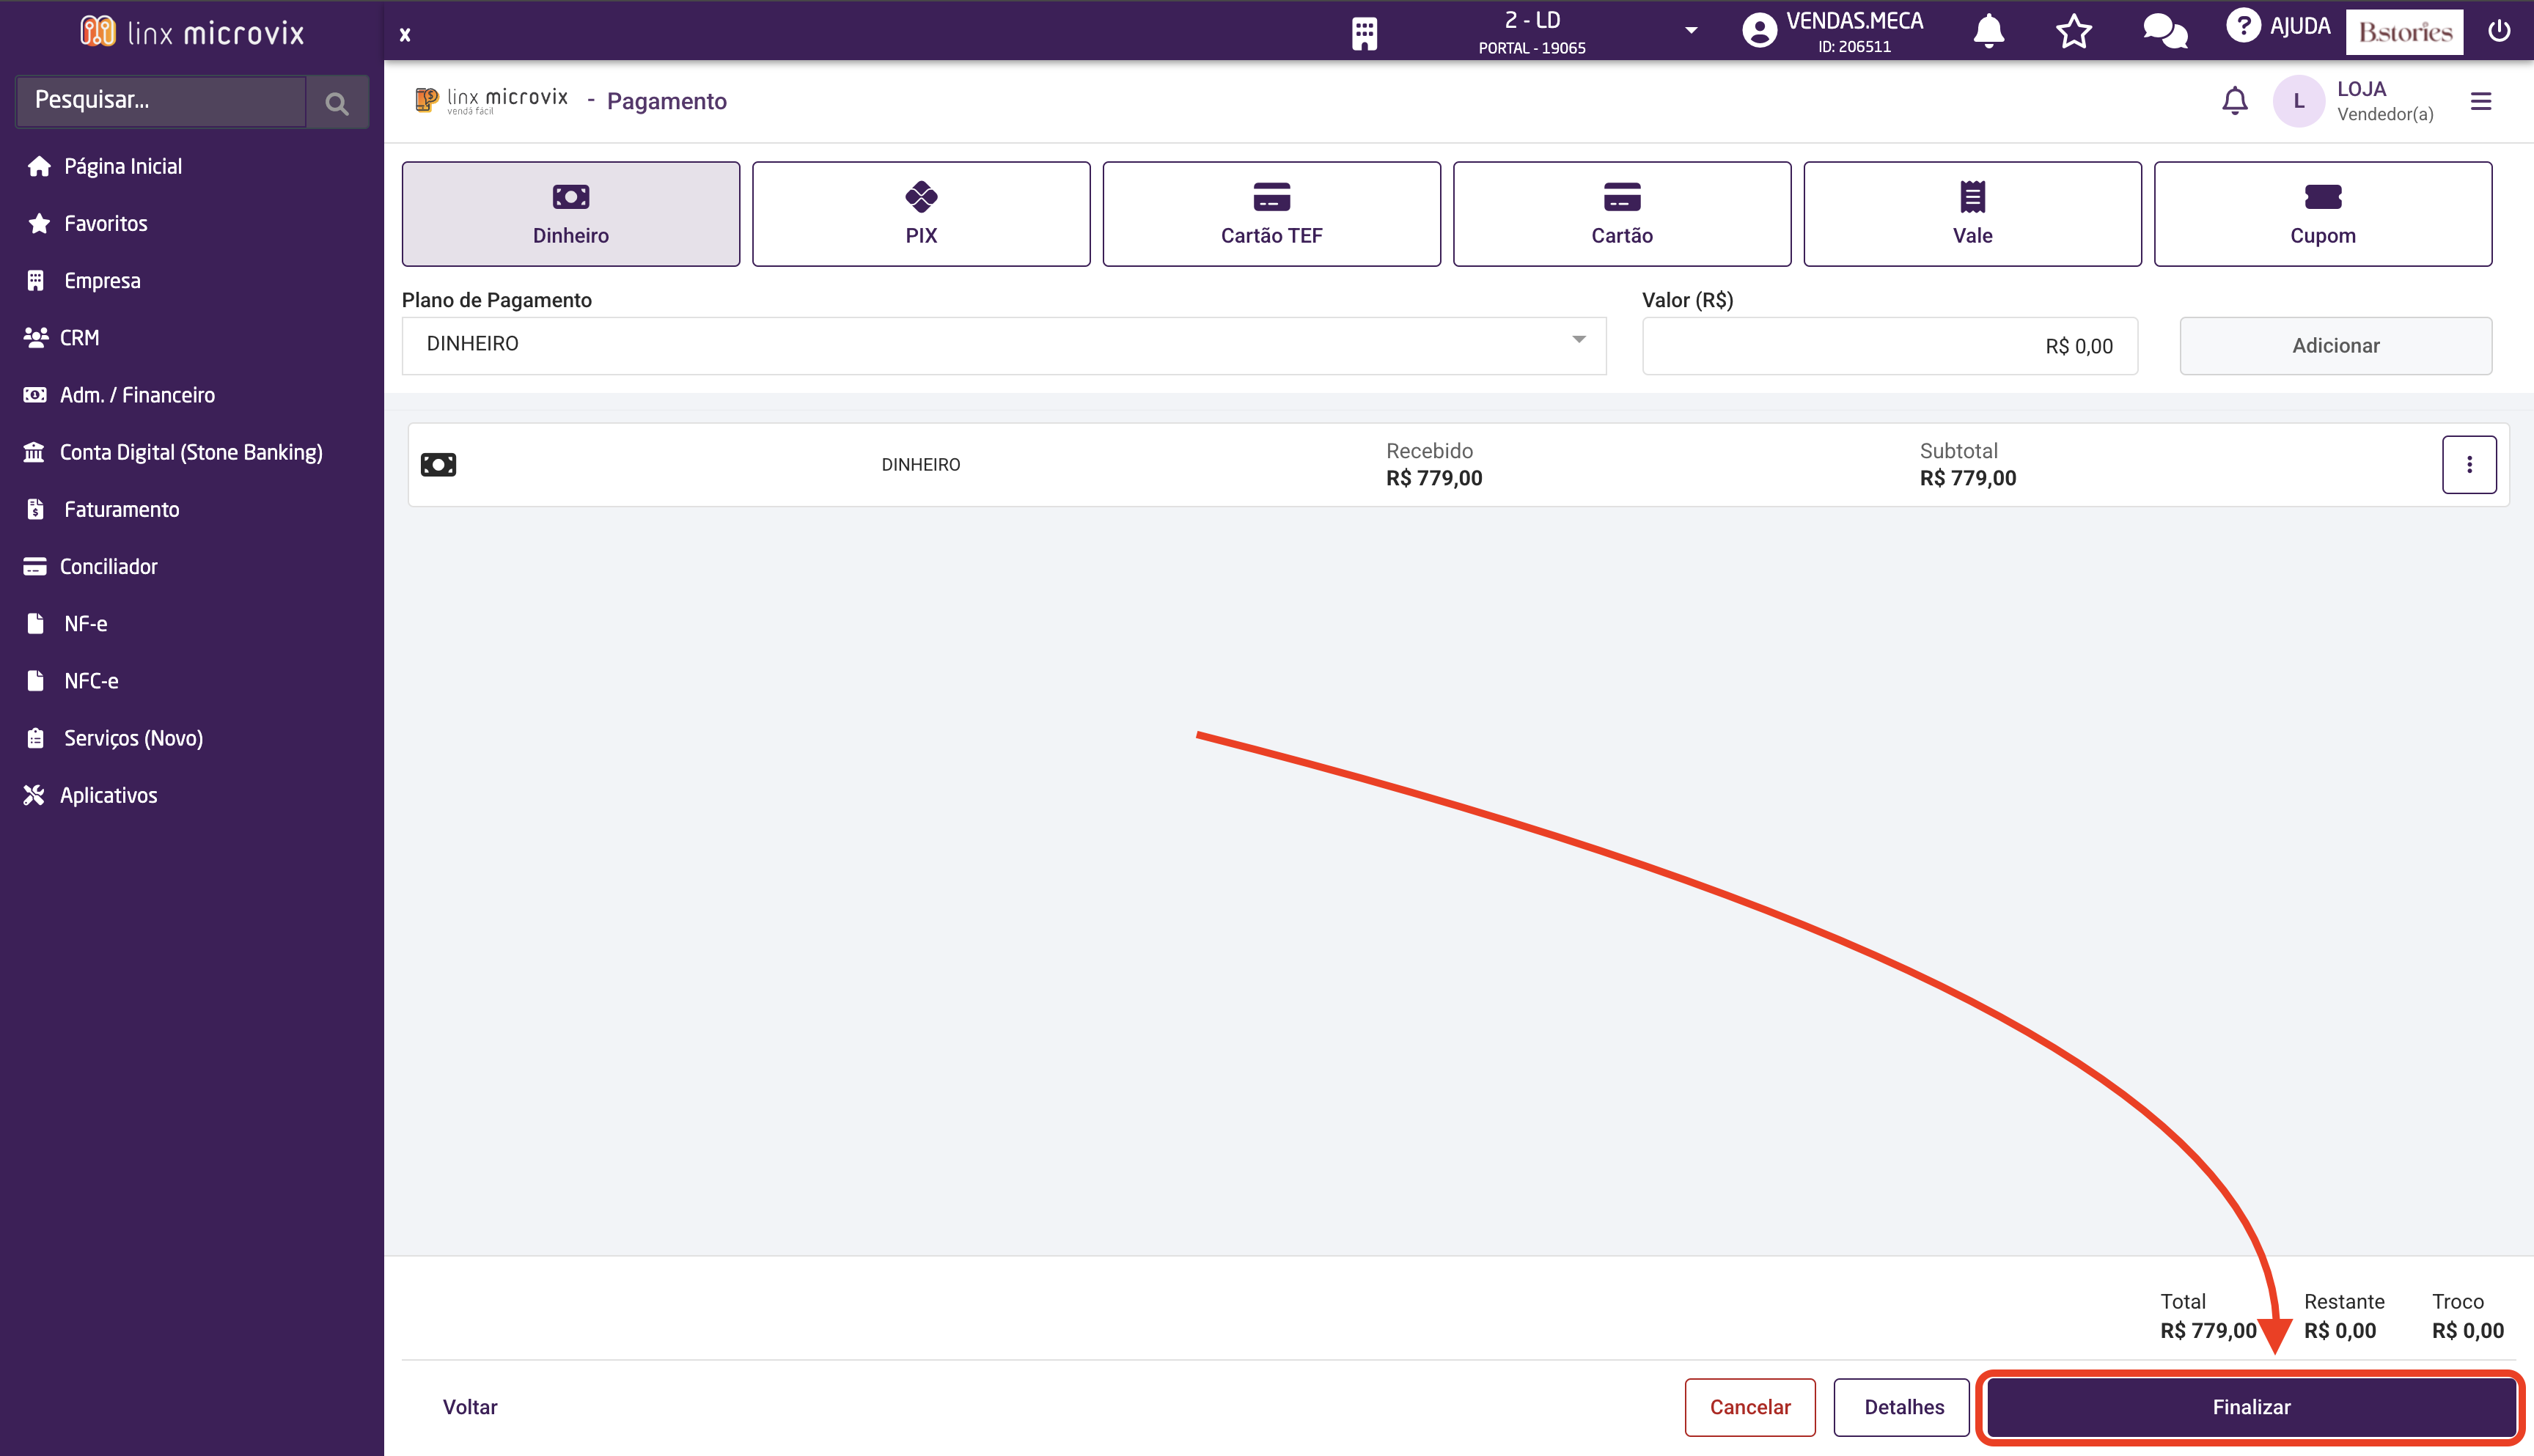 linx microvix
x
2 - LD
PORTAL - 19065
VENDAS.MECA
ID: 206511
AJUDA
B.stories
Pesquisar...
linx microvix
venda fácil
- Pagamento
L
LOJA
Vendedor(a)
Página Inicial
Favoritos
Empresa
CRM
Adm. / Financeiro
Conta Digital (Stone Banking)
Faturamento
Conciliador
NF-e
NFC-e
Serviços (Novo)
Aplicativos
Dinheiro
PIX
Cartão TEF
Cartão
Vale
Cupom
Plano de Pagamento
Valor (R$)
DINHEIRO
R$ 0,00
Adicionar
DINHEIRO
Recebido
R$ 779,00
Subtotal
R$ 779,00
Total
R$ 779,00
Restante
R$ 0,00
Troco
R$ 0,00
Voltar
Cancelar
Detalhes
Finalizar